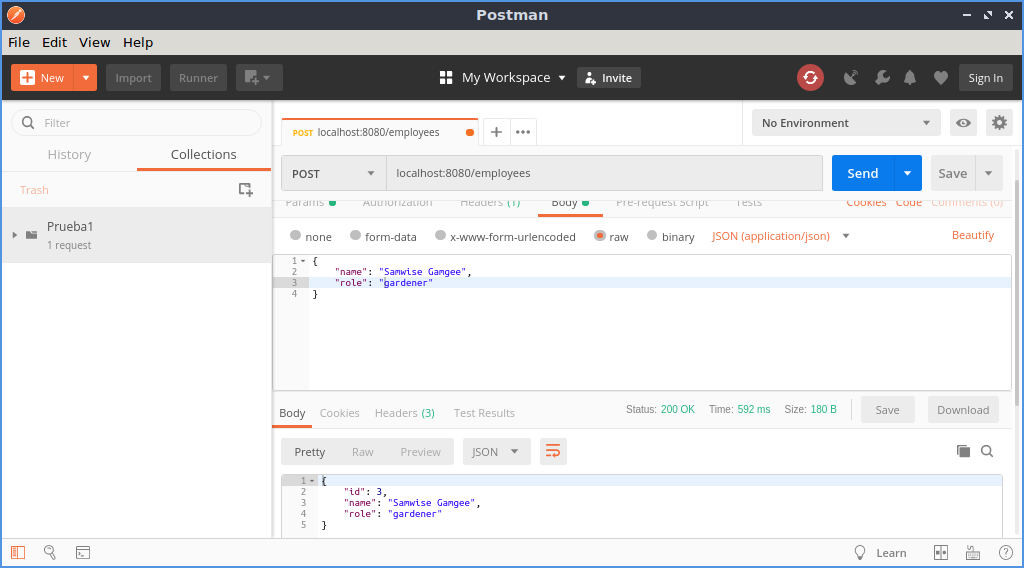 Postman
File Edit View Help
New Import Runner My Workspace Invite Sign In
Filter
History Collections
Trash
Prueba1
1 request
POST localhost:8080/employees
No Environment
POST localhost:8080/employees Send Save
Params Authorization Headers (1) Body Pre-request Script Tests Cookies Code Comments (0)
none form-data x-www-form-urlencoded raw binary JSON (application/json) Beautify
1 {
2 "name": "Samwise Gamgee",
3 "role": "gardener"
4 }
Body Cookies Headers (3) Test Results Status: 200 OK Time: 592 ms Size: 180 B Save Download
Pretty Raw Preview JSON
1 {
2 "id": 3,
3 "name": "Samwise Gamgee",
4 "role": "gardener"
5 }
Learn